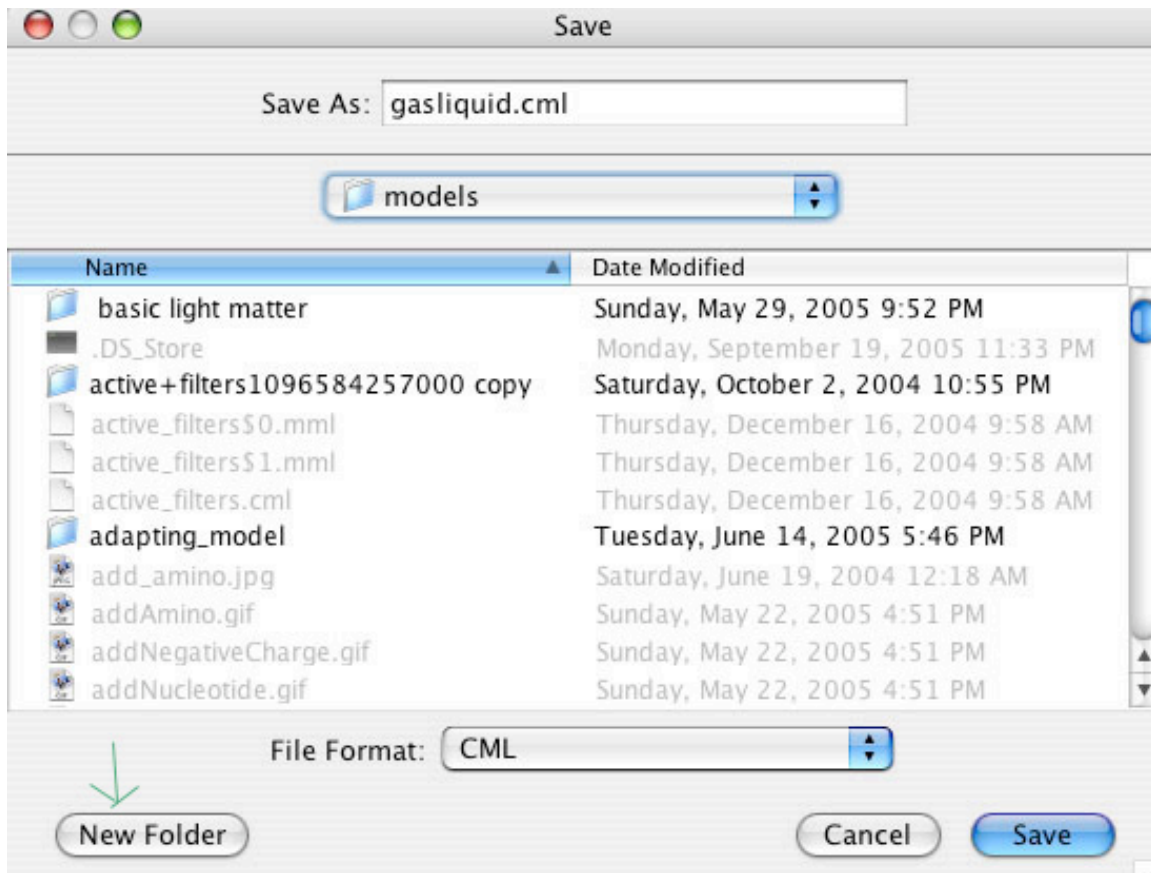 Save
Save As: gasliquid.cml
models
Name Date Modified
basic light matter Sunday, May 29, 2005 9:52 PM
.DS_Store Monday, September 19, 2005 11:33 PM
active+filters1096584257000 copy Saturday, October 2, 2004 10:55 PM
active_filters$0.mml Thursday, December 16, 2004 9:58 AM
active_filters$1.mml Thursday, December 16, 2004 9:58 AM
active_filters.cml Thursday, December 16, 2004 9:58 AM
adapting_model Tuesday, June 14, 2005 5:46 PM
add_amino.jpg Saturday, June 19, 2004 12:18 AM
addAmino.gif Sunday, May 22, 2005 4:51 PM
addNegativeCharge.gif Sunday, May 22, 2005 4:51 PM
addNucleotide.gif Sunday, May 22, 2005 4:51 PM
File Format: CML
New Folder Cancel Save